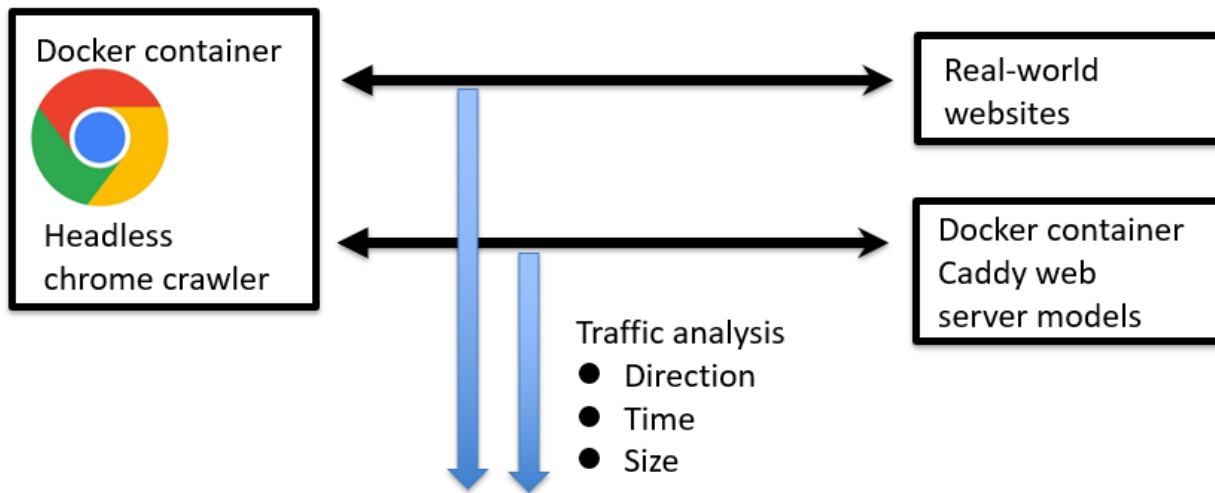 Docker container
Headless
chrome crawler
Real-world
websites
Docker container
Caddy web
server models
Traffic analysis
● Direction
● Time
● Size